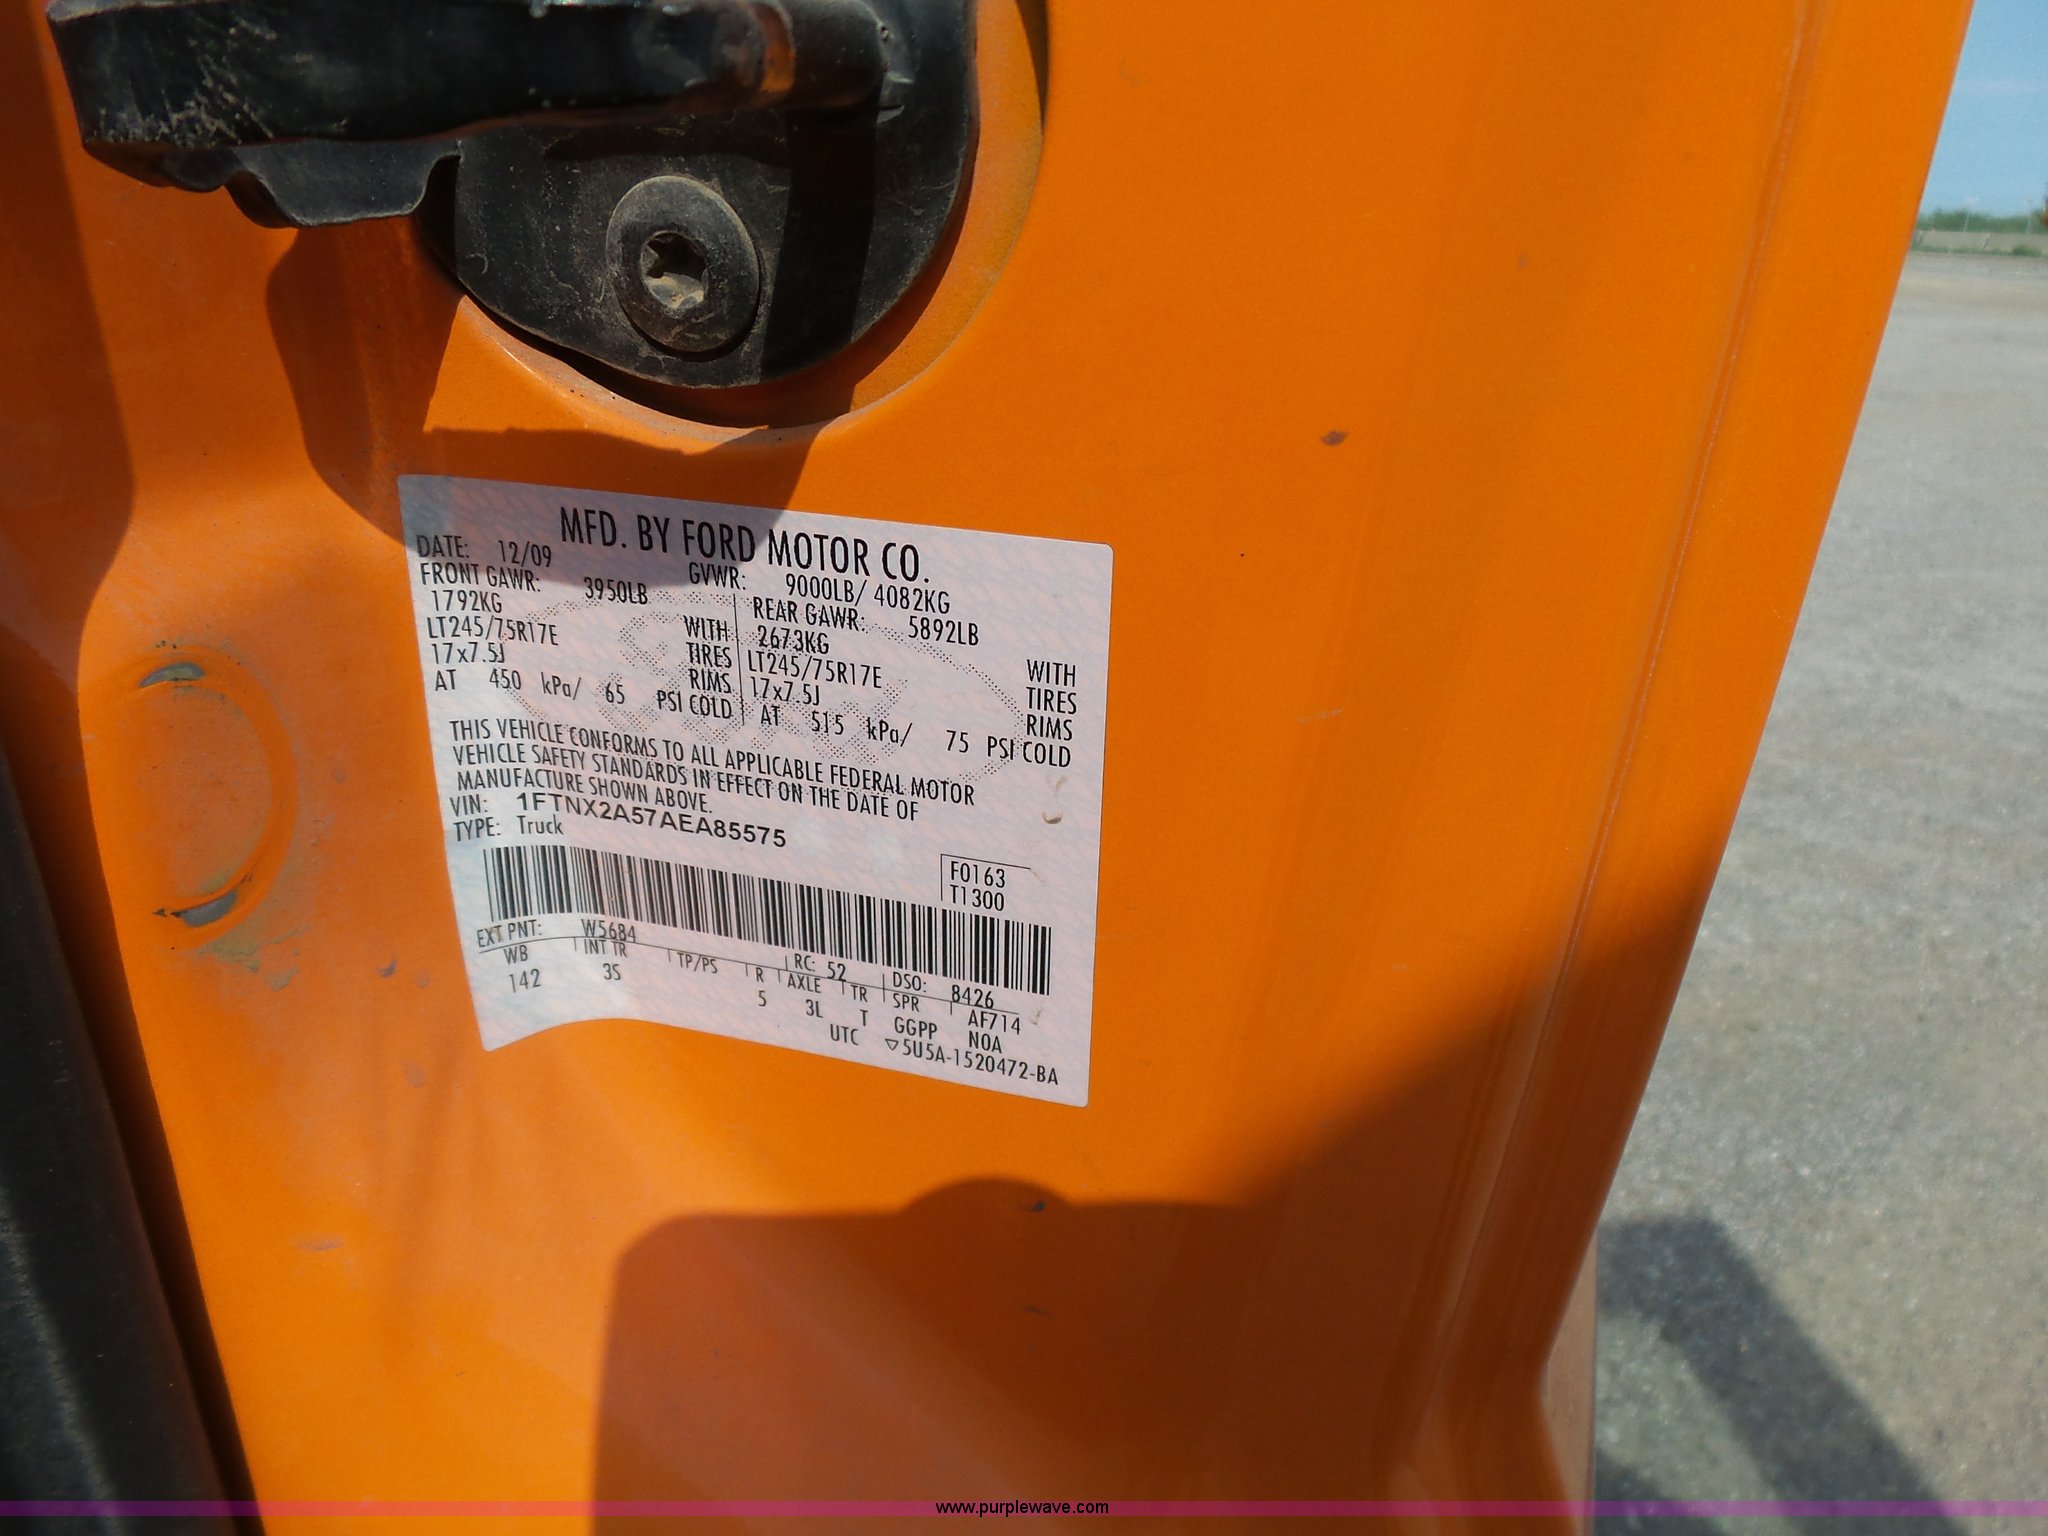 MFD. BY FORD MOTOR CO.
DATE: 12/09 GVWR: 9000LB/ 4082KG
FRONT GAWR: 3950LB REAR GAWR: 5892LB
1792KG WITH 2673KG WITH
LT245/75R17E TIRES LT245/75R17E TIRES
17x7.5J RIMS 17x7.5J RIMS
AT 450 kPa/ 65 PSI COLD AT 515 kPa/ 75 PSI COLD
THIS VEHICLE CONFORMS TO ALL APPLICABLE FEDERAL MOTOR
VEHICLE SAFETY STANDARDS IN EFFECT ON THE DATE OF
MANUFACTURE SHOWN ABOVE.
VIN: 1FTNX2A57AEA85575
TYPE: Truck
F0163
T1300
EXT PNT: W5684 RC: 52 DSO: 8426
WB INT TR TP/PS R AXLE TR SPR AF714
142 3S 5 3L T GGPP NOA
UTC ▽5U5A-1520472-BA
www.purplewave.com